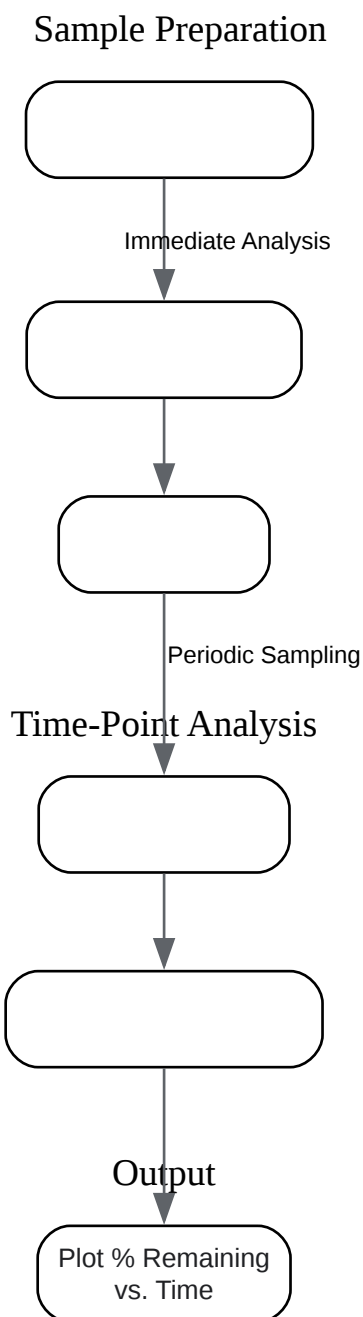 Sample Preparation
Immediate Analysis
Periodic Sampling
Time-Point Analysis
Output
Plot % Remaining
vs. Time